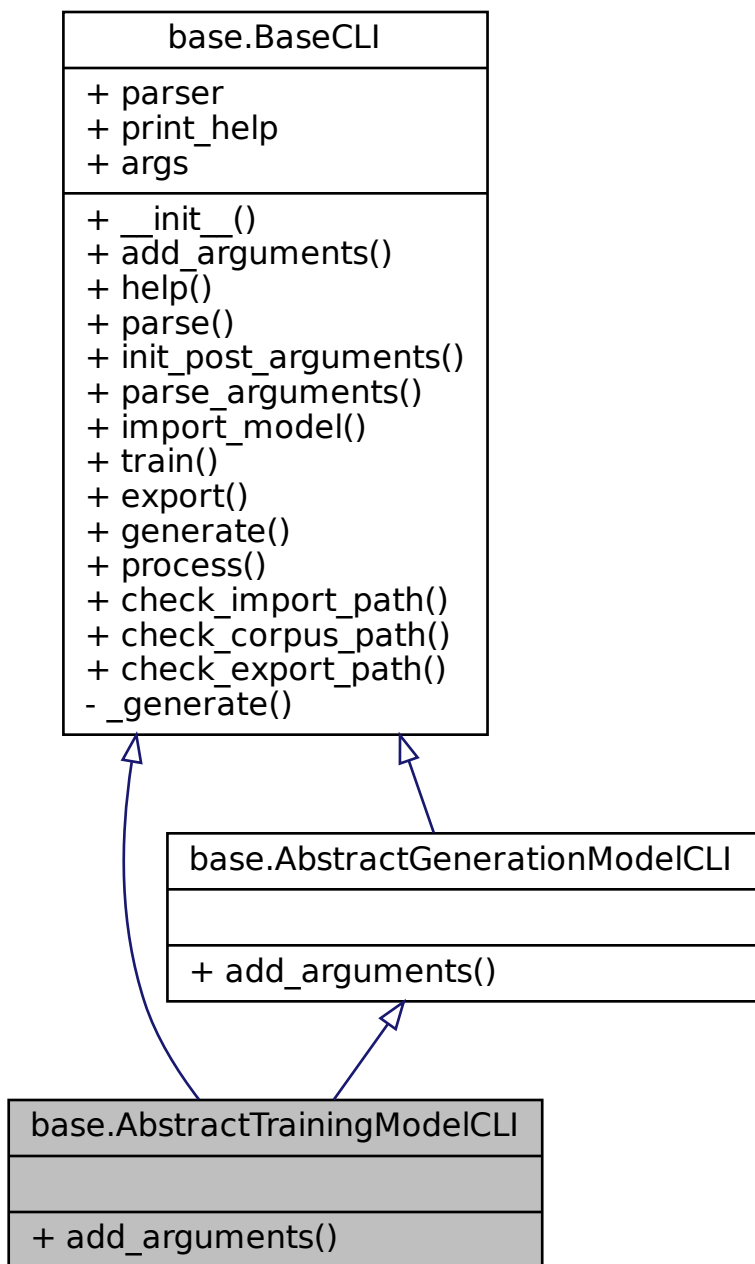 base.BaseCLI
+ parser
+ print_help
+ args
+ __init__()
+ add_arguments()
+ help()
+ parse()
+ init_post_arguments()
+ parse_arguments()
+ import_model()
+ train()
+ export()
+ generate()
+ process()
+ check_import_path()
+ check_corpus_path()
+ check_export_path()
- _generate()
base.AbstractGenerationModelCLI
+ add_arguments()
base.AbstractTrainingModelCLI
+ add_arguments()